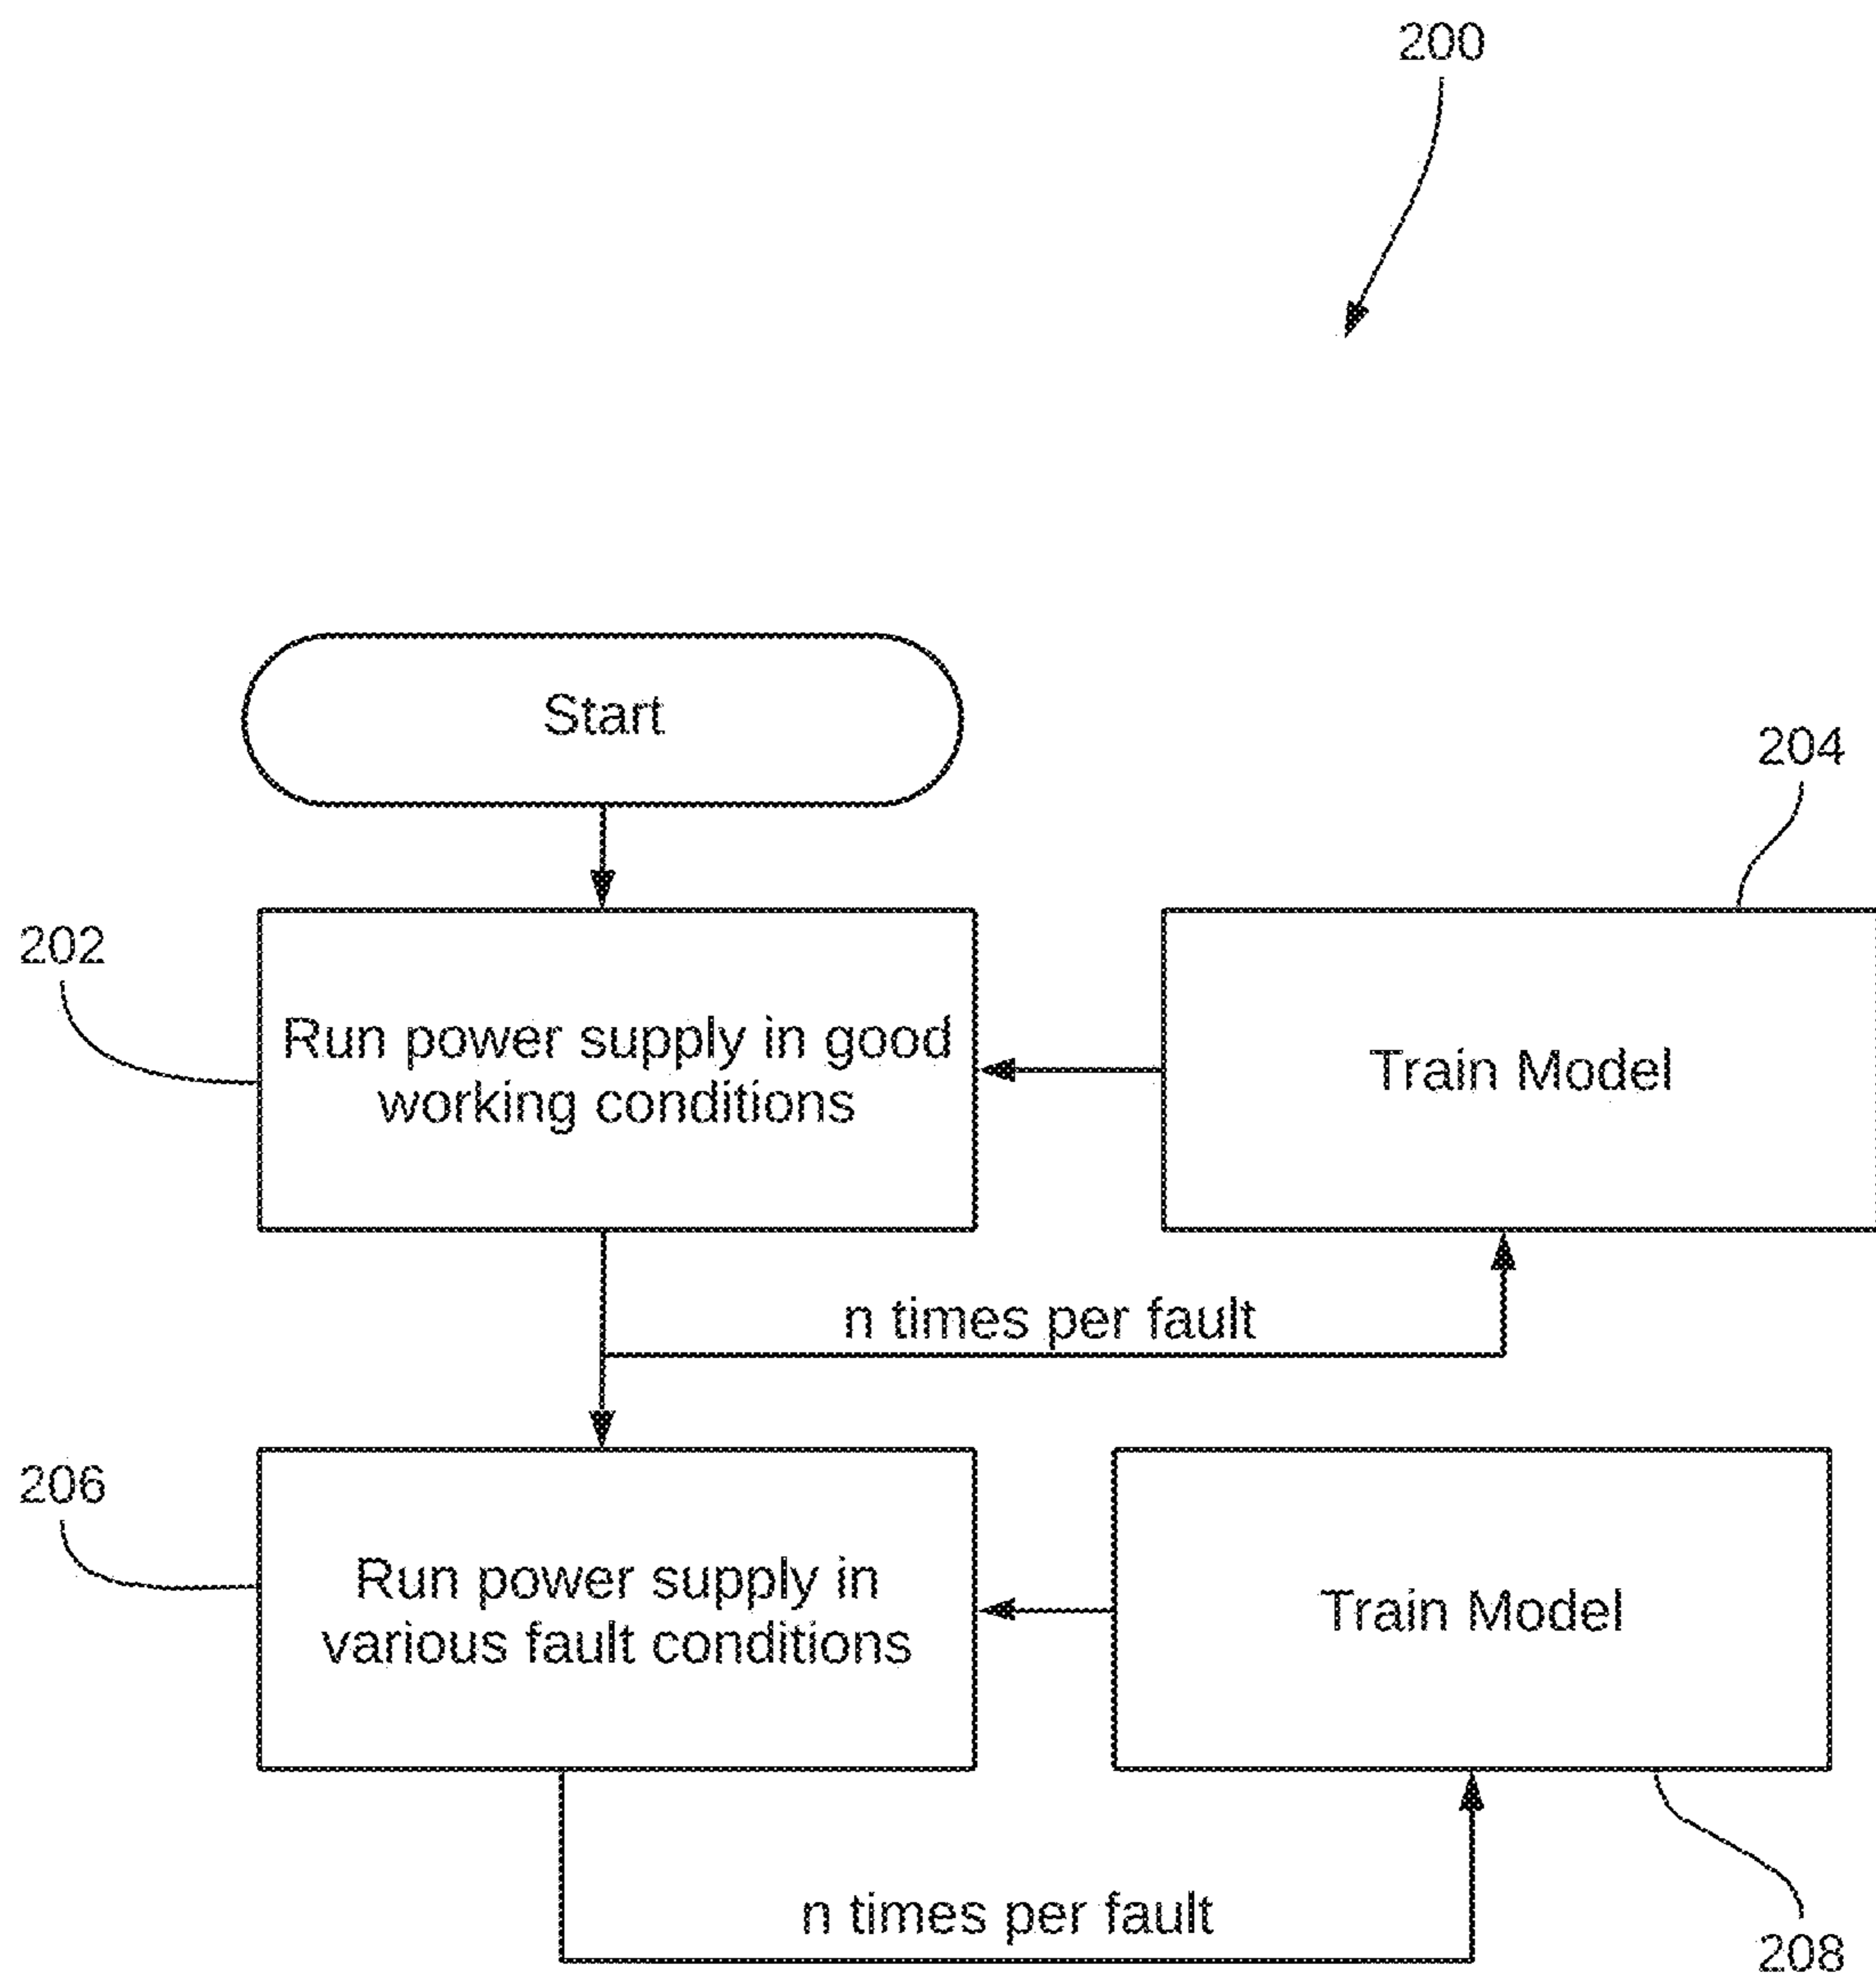 200
Start
204
202
Run power supply in good
working conditions
Train Model
n times per fault
206
Run power supply in
various fault conditions
Train Model
n times per fault
208